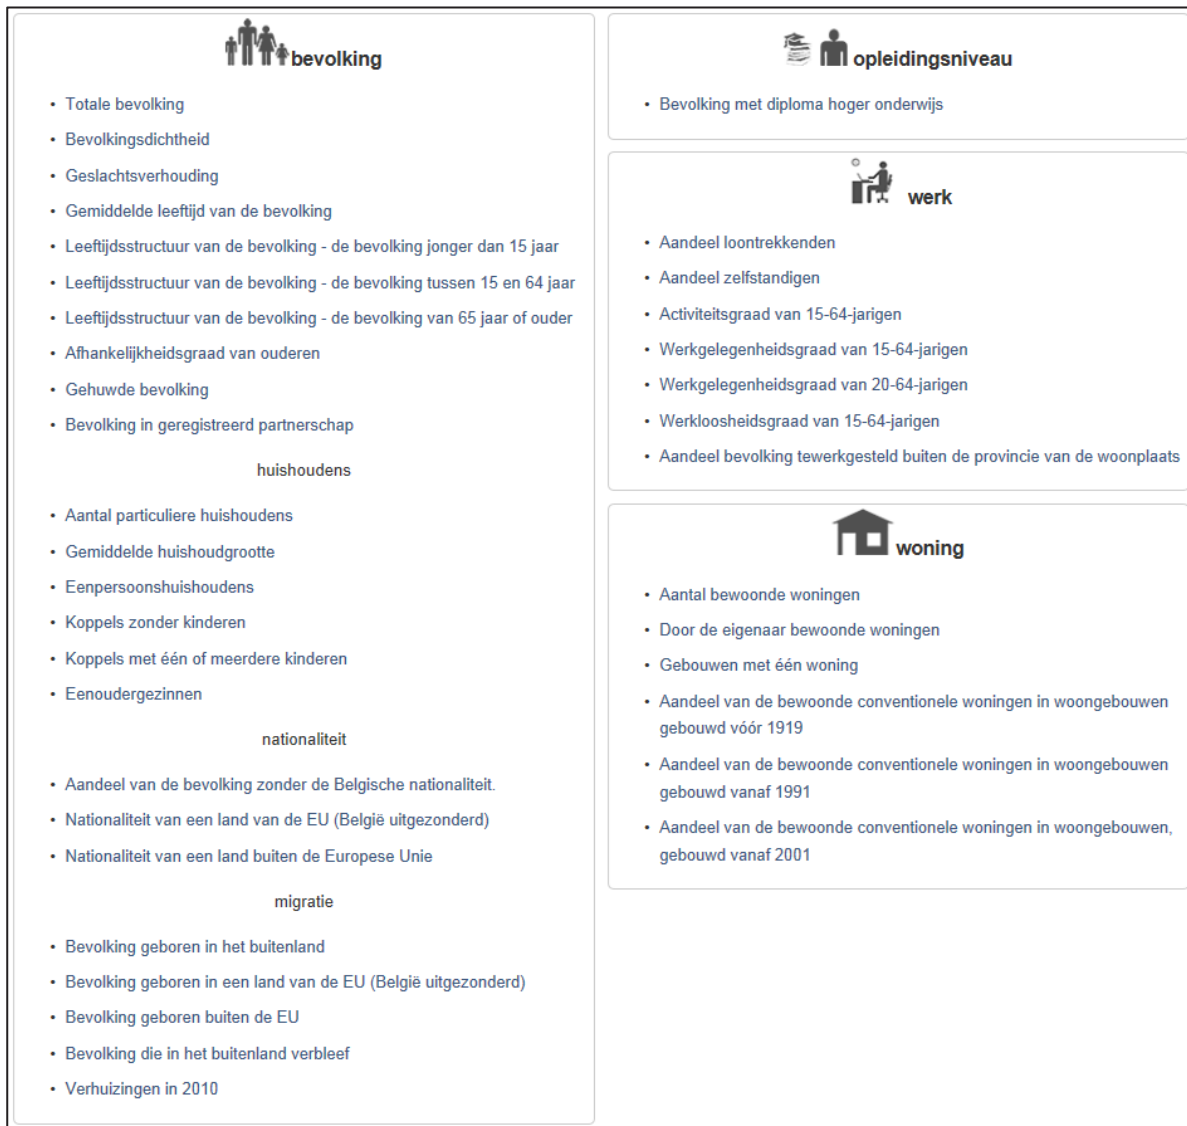 bevolking
• Totale bevolking
• Bevolkingsdichtheid
• Geslachtsverhouding
• Gemiddelde leeftijd van de bevolking
• Leeftijdsstructuur van de bevolking - de bevolking jonger dan 15 jaar
• Leeftijdsstructuur van de bevolking - de bevolking tussen 15 en 64 jaar
• Leeftijdsstructuur van de bevolking - de bevolking van 65 jaar of ouder
• Afhankelijkheidsgraad van ouderen
• Gehuwde bevolking
• Bevolking in geregistreerd partnerschap
huishoudens
• Aantal particuliere huishoudens
• Gemiddelde huishoudgrootte
• Eenpersoonshuishoudens
• Koppels zonder kinderen
• Koppels met één of meerdere kinderen
• Eenoudergezinnen
nationaliteit
• Aandeel van de bevolking zonder de Belgische nationaliteit.
• Nationaliteit van een land van de EU (België uitgezonderd)
• Nationaliteit van een land buiten de Europese Unie
migratie
• Bevolking geboren in het buitenland
• Bevolking geboren in een land van de EU (België uitgezonderd)
• Bevolking geboren buiten de EU
• Bevolking die in het buitenland verbleef
• Verhuizingen in 2010
opleidingsniveau
• Bevolking met diploma hoger onderwijs
werk
• Aandeel loontrekkenden
• Aandeel zelfstandigen
• Activiteitsgraad van 15-64-jarigen
• Werkgelegenheidsgraad van 15-64-jarigen
• Werkgelegenheidsgraad van 20-64-jarigen
• Werkloosheidsgraad van 15-64-jarigen
• Aandeel bevolking tewerkgesteld buiten de provincie van de woonplaats
woning
• Aantal bewoonde woningen
• Door de eigenaar bewoonde woningen
• Gebouwen met één woning
• Aandeel van de bewoonde conventionele woningen in woongebouwen
gebouwd vóór 1919
• Aandeel van de bewoonde conventionele woningen in woongebouwen
gebouwd vanaf 1991
• Aandeel van de bewoonde conventionele woningen in woongebouwen,
gebouwd vanaf 2001